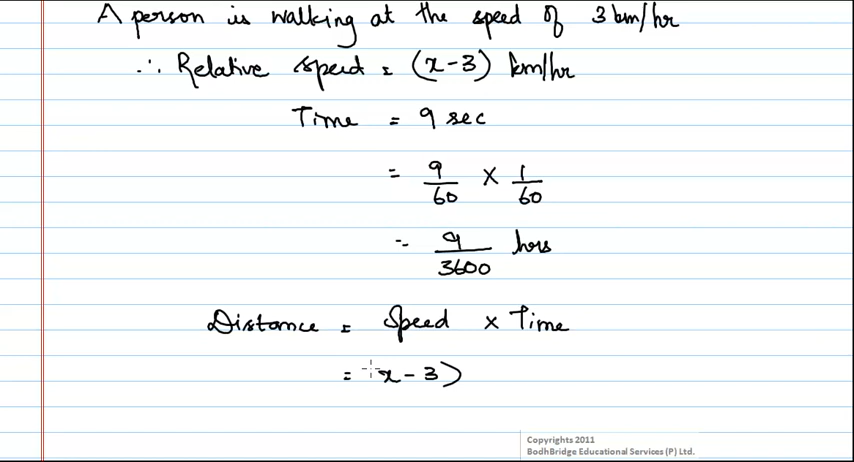 A person is walking at the speed of 3 km/hr
∴ Relative speed = (x-3) km/hr
Time = 9 sec
= 9/60 × 1/60
= 9/3600 hrs
Distance = Speed × Time
= x-3)
Copyrights 2011
BodhBridge Educational Services (P) Ltd.